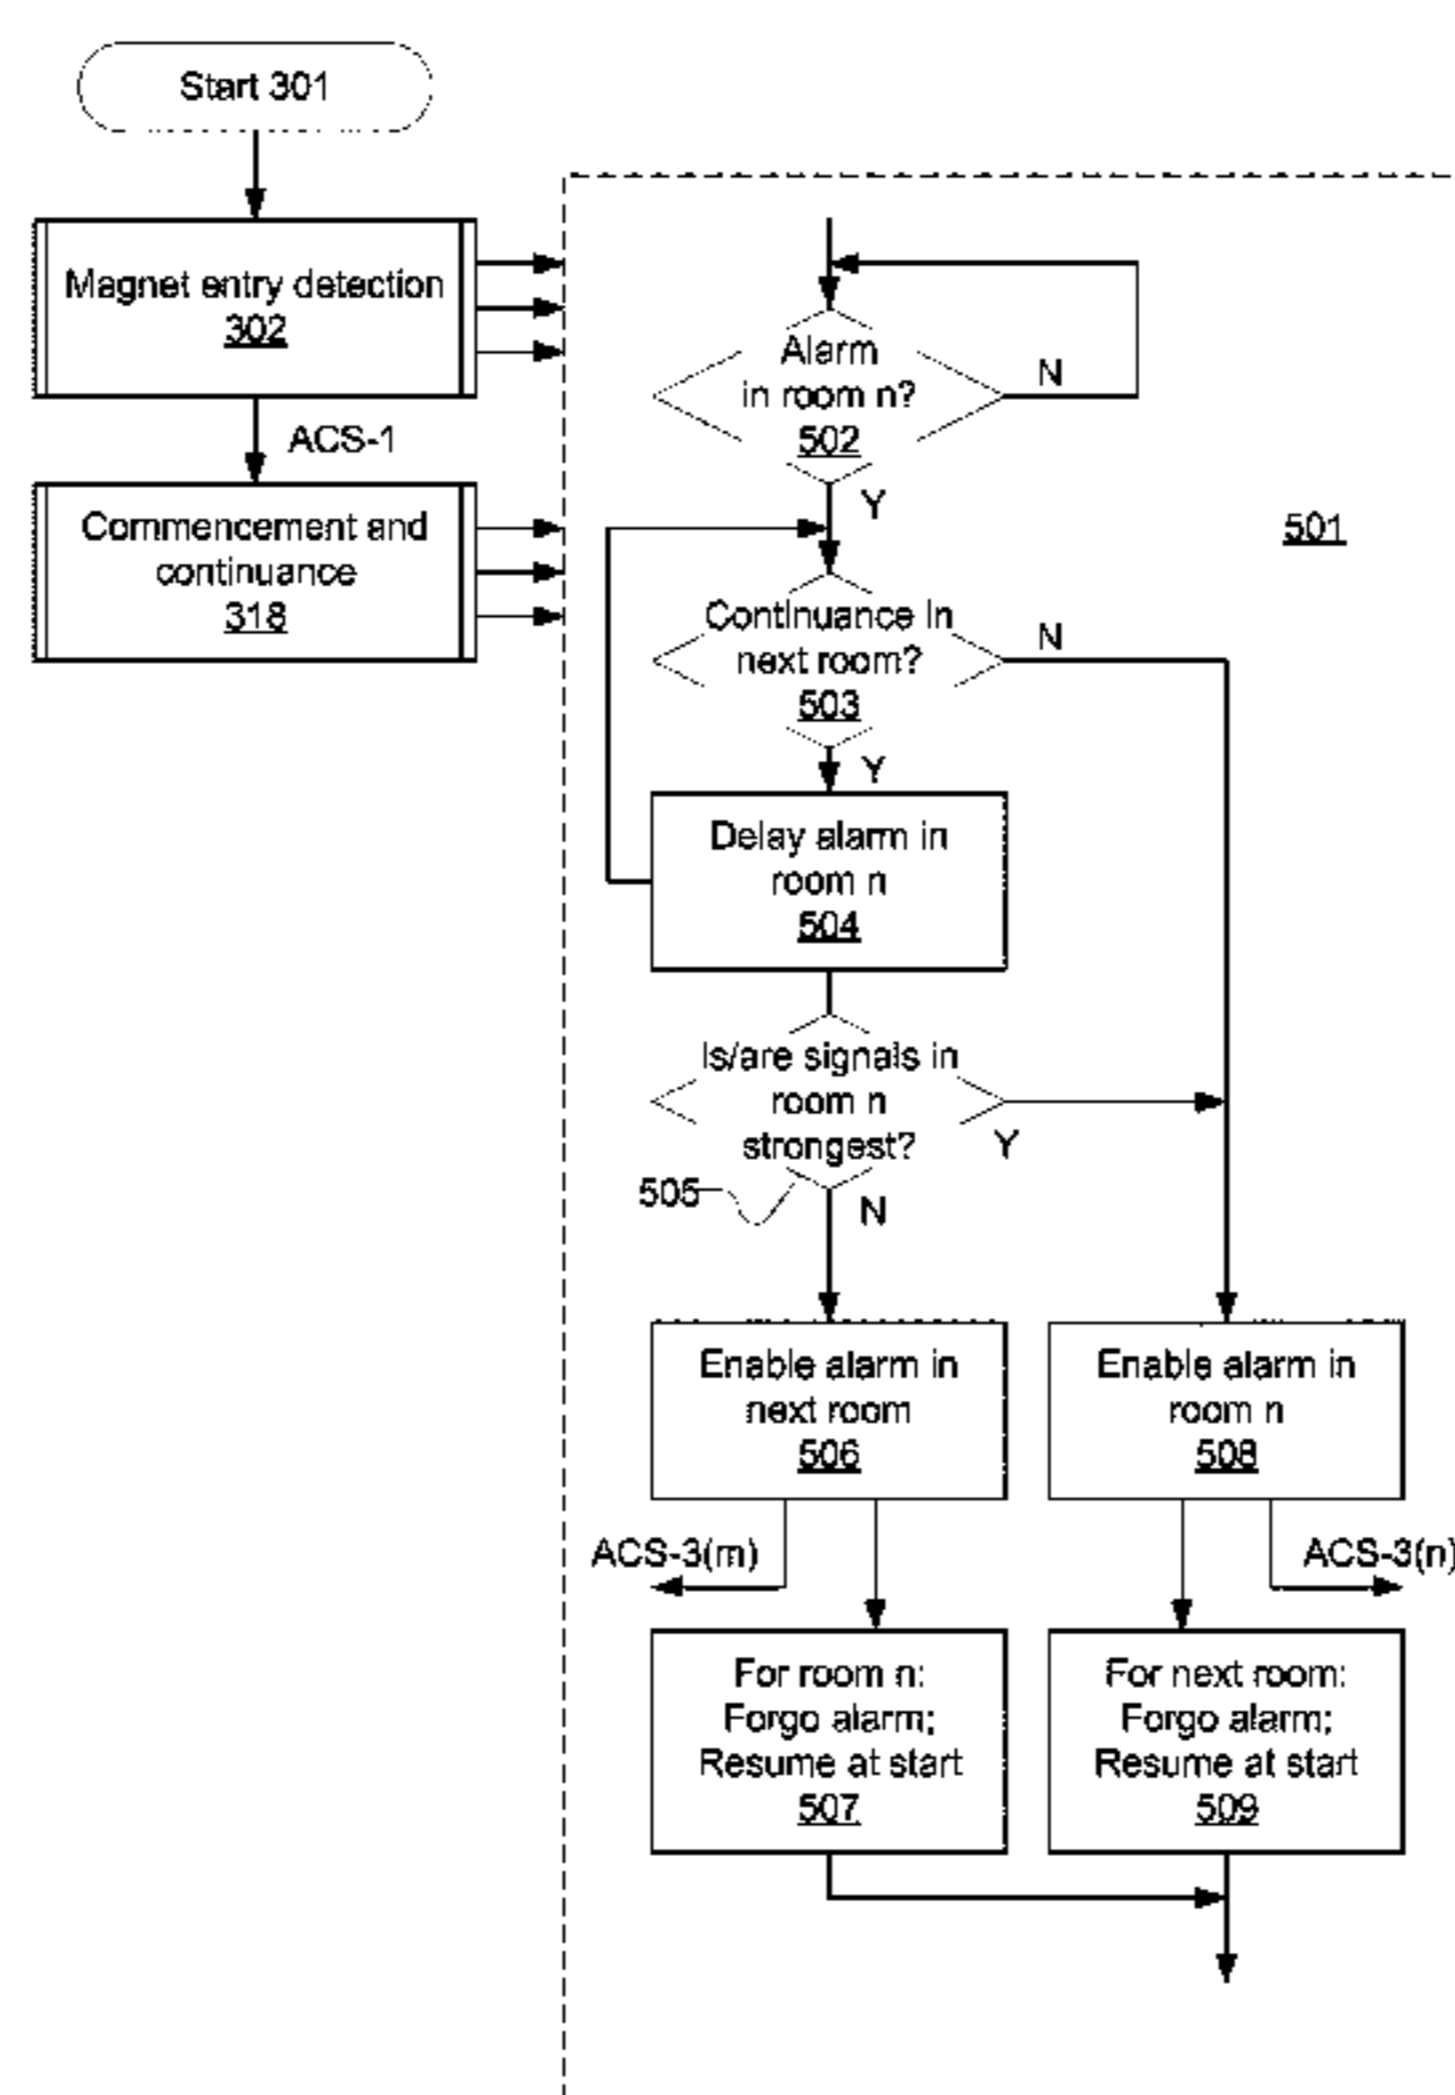 Start 301
Magnet entry detection
302
ACS-1
Commencement and
continuance
318
Alarm
in room n?
502
N
Y
501
Continuance in
next room?
503
N
Y
Delay alarm in
room n
504
Is/are signals in
room n
strongest?
Y
505
N
Enable alarm in
next room
506
Enable alarm in
room n
508
ACS-3(m)
ACS-3(n)
For room n:
Forgo alarm;
Resume at start
507
For next room:
Forgo alarm;
Resume at start
509